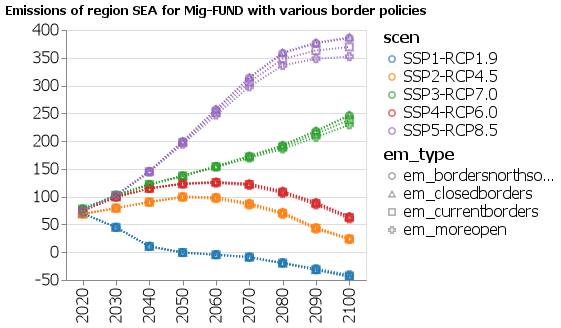 Emissions of region SEA for Mig-FUND with various border policies
400
350
300
250
200
150
100
50
0
-50
2020
2030
2040
2050
2060
2070
2080
2090
2100
scen
SSP1-RCP1.9
SSP2-RCP4.5
SSP3-RCP7.0
SSP4-RCP6.0
SSP5-RCP8.5
em_type
em_bordersnorthso...
em_closedborders
em_currentborders
em_moreopen